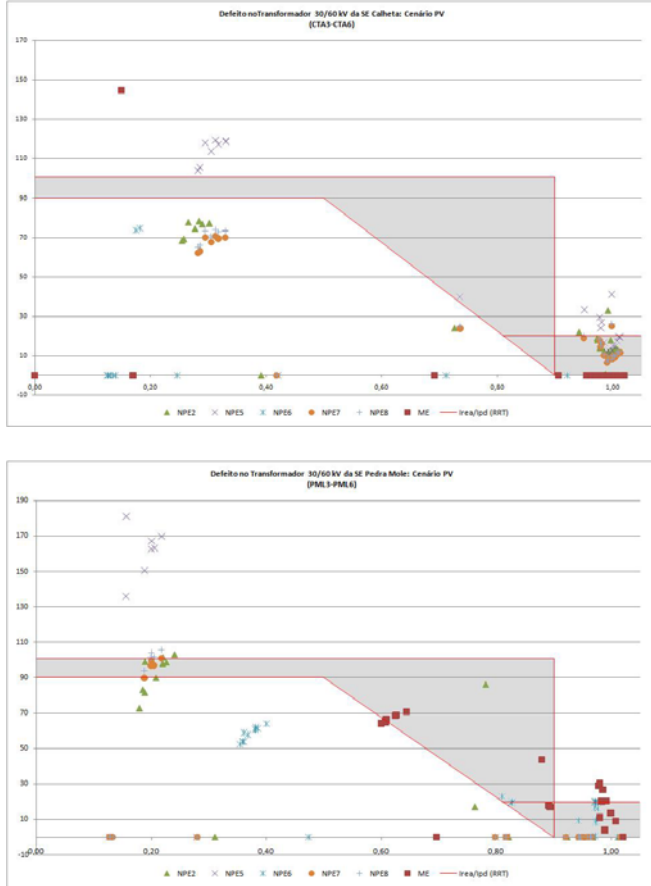 Defeito noTransformador 30/60 kV da SE Calheta: Cenário PV
(CTA3-CTA6)
170
150
130
110
90
70
50
30
10
-10
0,00 0,20 0,40 0,60 0,80 1,00
NPE2 NPE5 NPE6 NPE7 NPE8 ME Irea/Ipd (RRT)
Defeito no Transformador 30/60 kV da SE Pedra Mole: Cenário PV
(PML3-PML6)
190
170
150
130
110
90
70
50
30
10
-10
0,00 0,20 0,40 0,60 0,80 1,00
NPE2 NPE5 NPE6 NPE7 NPE8 ME Irea/Ipd (RRT)